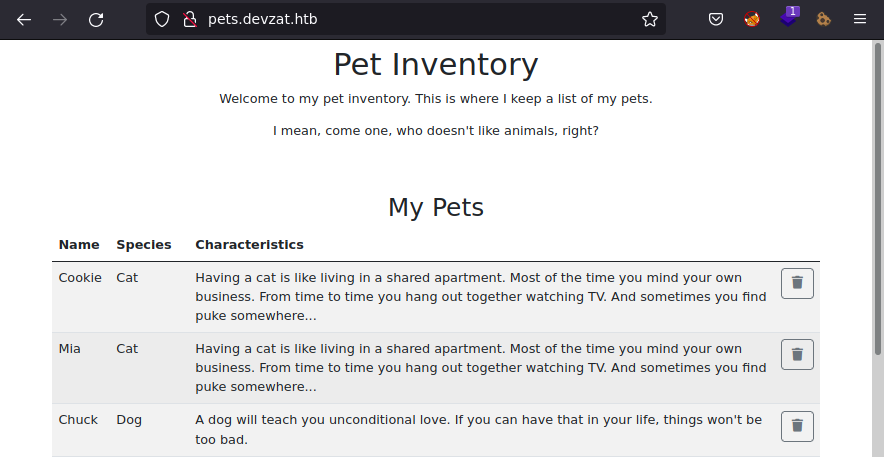 pets.devzat.htb
1
Pet Inventory
Welcome to my pet inventory. This is where I keep a list of my pets.
I mean, come one, who doesn't like animals, right?
My Pets
Name Species Characteristics
Cookie Cat Having a cat is like living in a shared apartment. Most of the time you mind your own
business. From time to time you hang out together watching TV. And sometimes you find
puke somewhere...
Mia Cat Having a cat is like living in a shared apartment. Most of the time you mind your own
business. From time to time you hang out together watching TV. And sometimes you find
puke somewhere...
Chuck Dog A dog will teach you unconditional love. If you can have that in your life, things won't be
too bad.